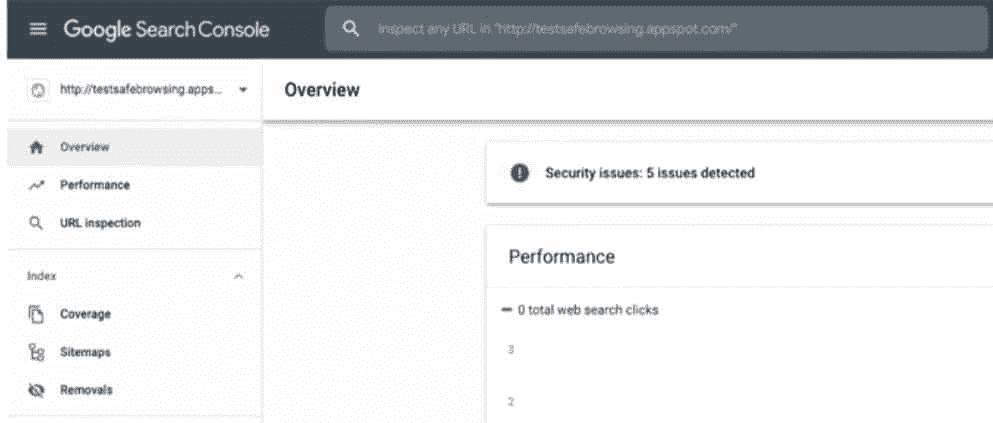 Google Search Console
Inspect any URL in "http://testsafebrowsing.appspot.com/"
http://testsafebrowsing.apps...
Overview
Overview
Performance
URL inspection
Security issues: 5 issues detected
Performance
Index
0 total web search clicks
Coverage
3
Sitemaps
Removals
2